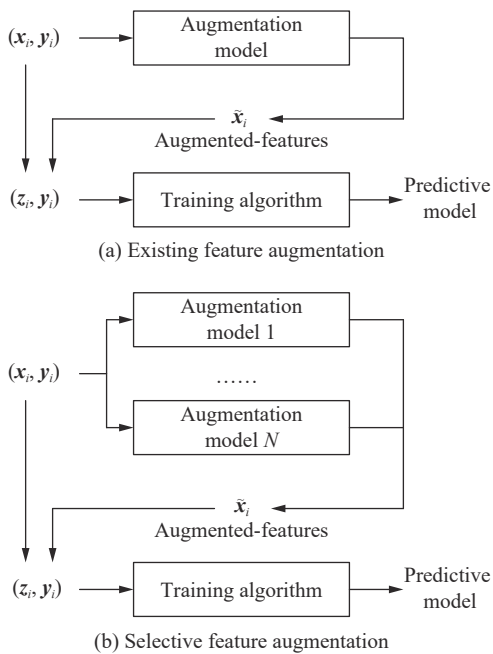 (xᵢ, yᵢ)
Augmentation
model
x̃ᵢ
Augmented-features
(zᵢ, yᵢ)
Training algorithm
Predictive
model
(a) Existing feature augmentation
Augmentation
model 1
(xᵢ, yᵢ)
......
Augmentation
model N
x̃ᵢ
Augmented-features
(zᵢ, yᵢ)
Training algorithm
Predictive
model
(b) Selective feature augmentation